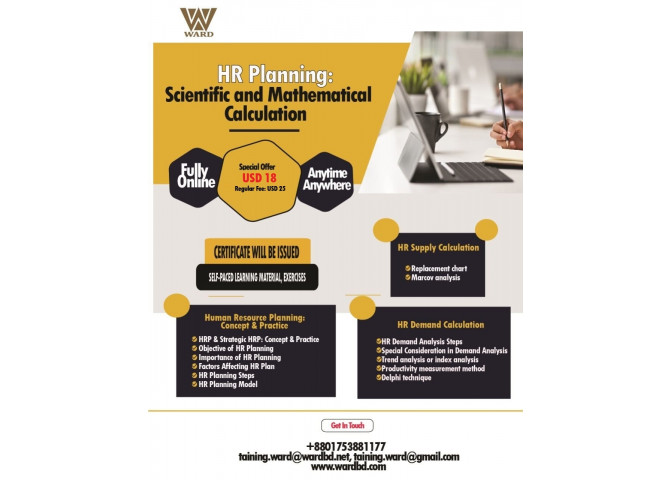 WARD
HR Planning:
Scientific and Mathematical
Calculation
Fully
Online
Special Offer
USD 18
Regular Fee: USD 25
Anytime
Anywhere
CERTIFICATE WILL BE ISSUED
SELF-PACED LEARNING MATERIAL, EXERCISES
HR Supply Calculation
Replacement chart
Marcov analysis
Human Resource Planning:
Concept & Practice
HRP & Strategic HRP: Concept & Practice
Objective of HR Planning
Importance of HR Planning
Factors Affecting HR Plan
HR Planning Steps
HR Planning Model
HR Demand Calculation
HR Demand Analysis Steps
Special Consideration in Demand Analysis
Trend analysis or index analysis
Productivity measurement method
Delphi technique
Get In Touch
+8801753881177
taining.ward@wardbd.net, taining.ward@gmail.com
www.wardbd.com